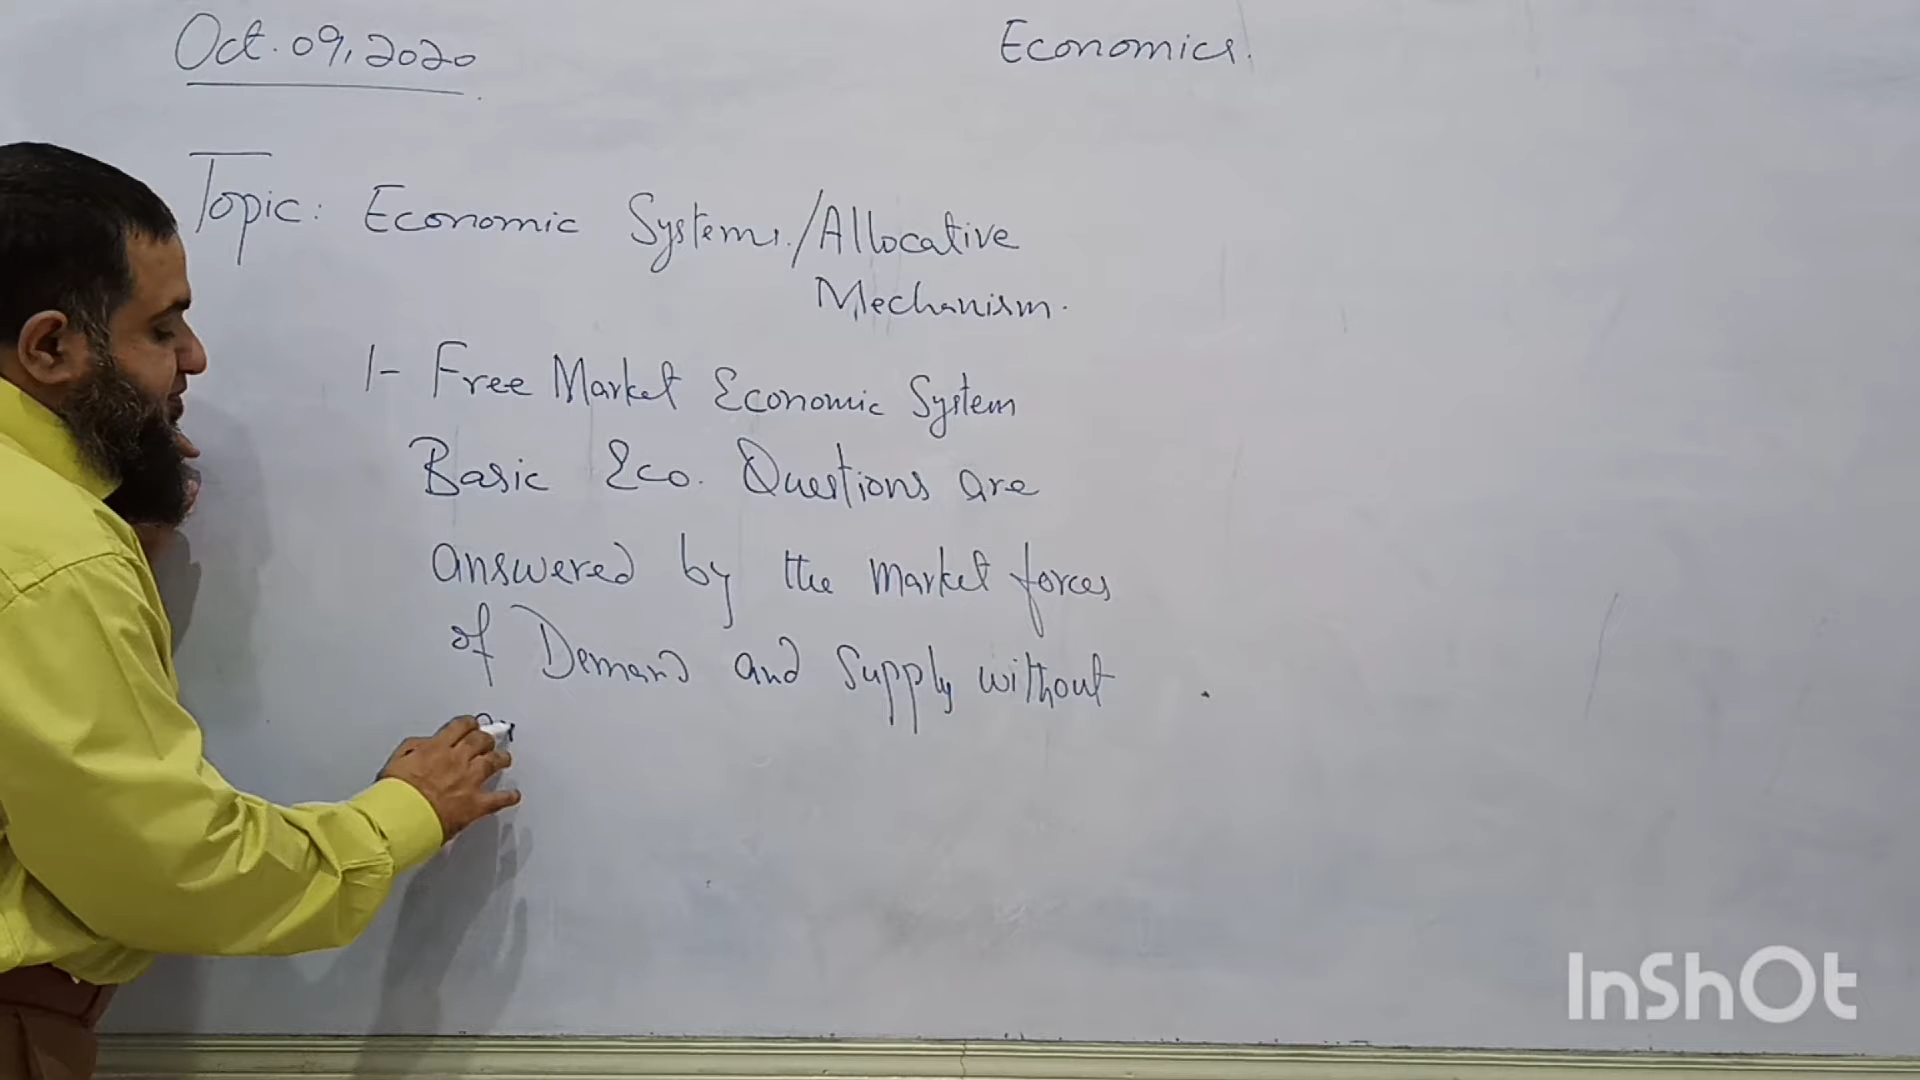 Oct. 09, 2020
Economics.
Topic: Economic Systems./Allocative
Mechanism.
1- Free Market Economic System
Basic Eco. Questions are
answered by the market forces
of Demand and Supply without
InShOt